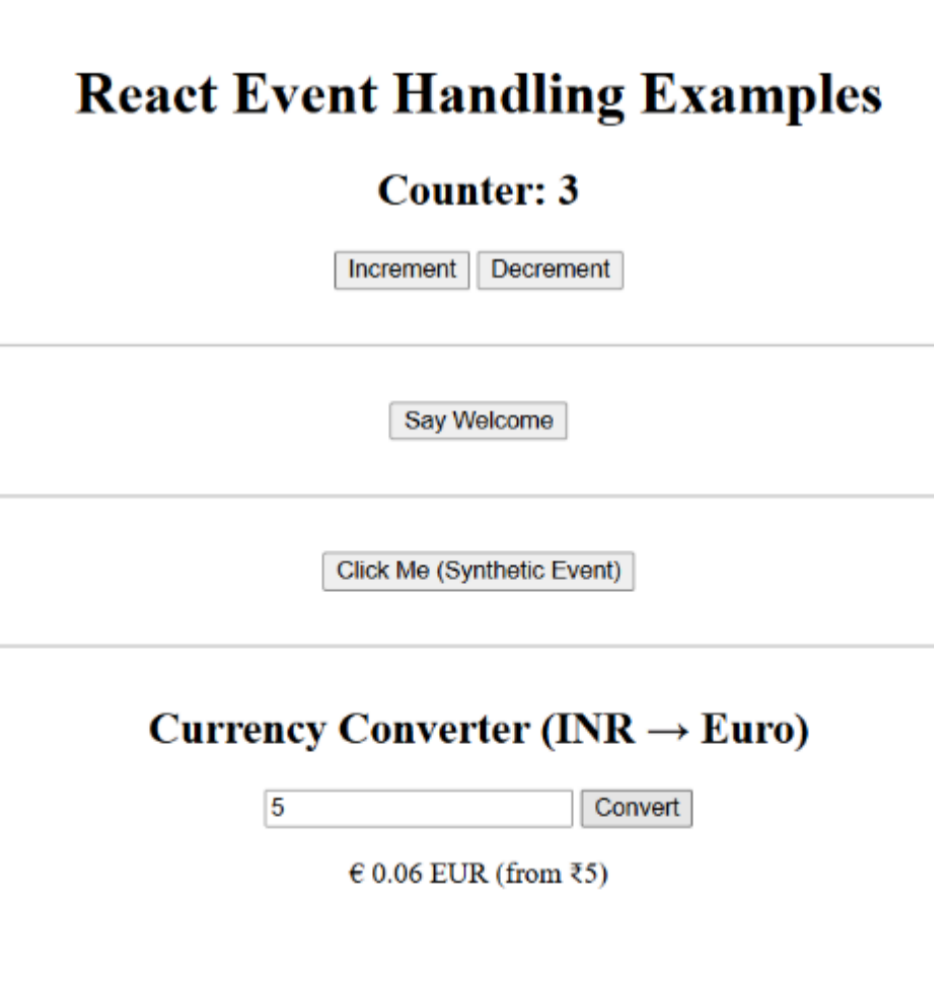 React Event Handling Examples
Counter: 3
Increment Decrement
Say Welcome
Click Me (Synthetic Event)
Currency Converter (INR → Euro)
5 Convert
€ 0.06 EUR (from ₹5)